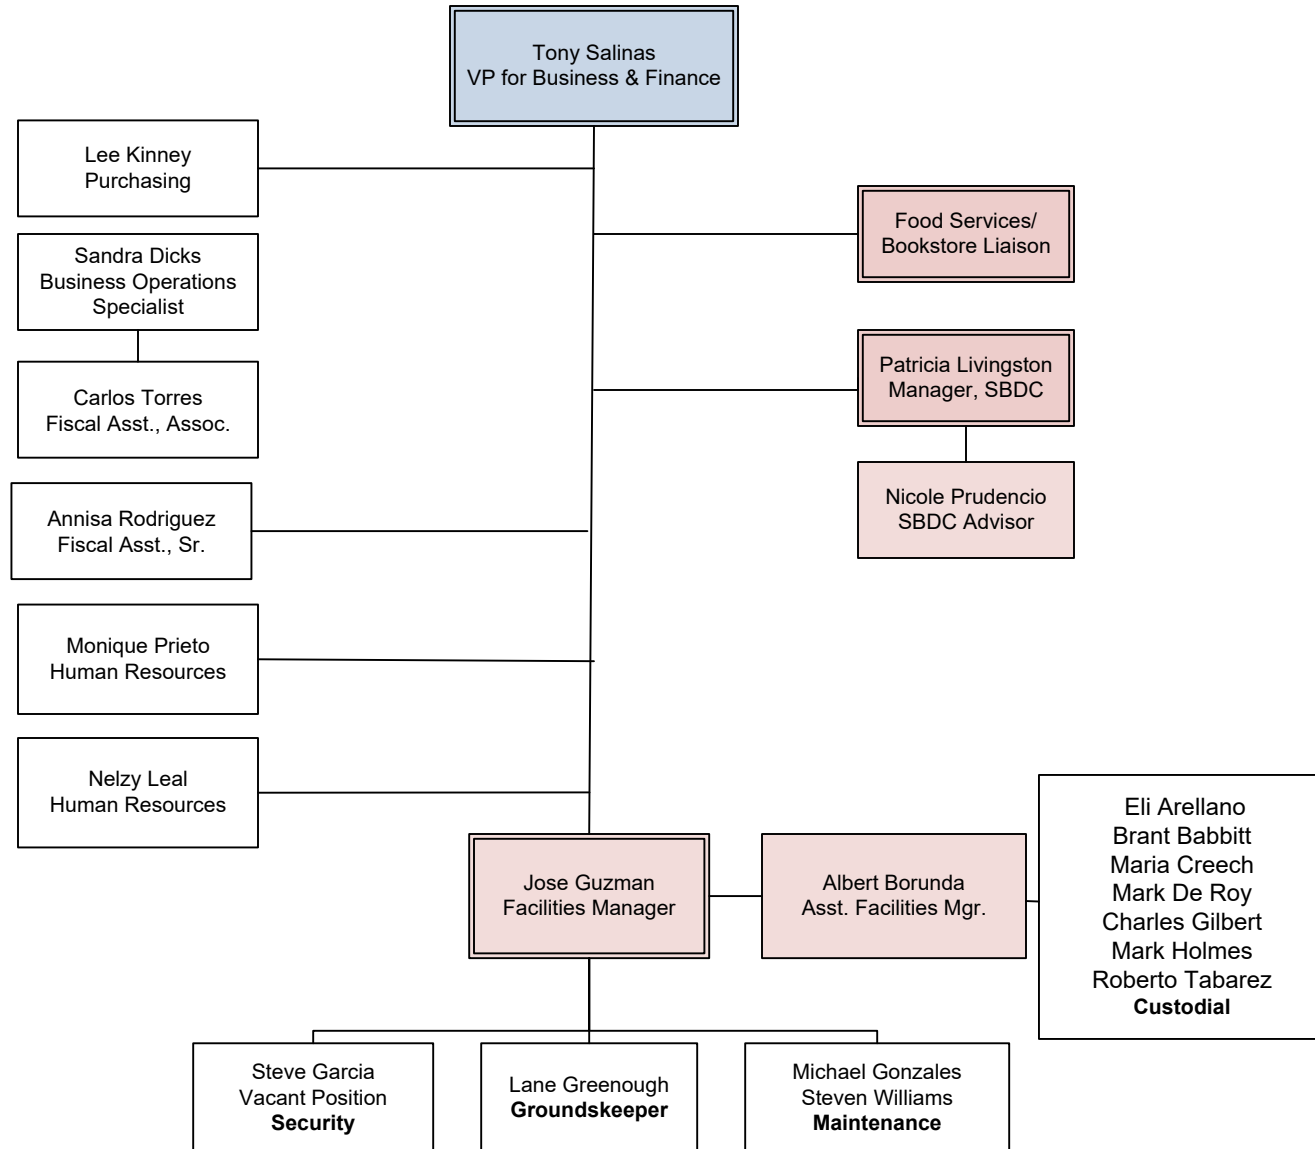 Tony Salinas
VP for Business & Finance
Lee Kinney
Purchasing
Food Services/
Bookstore Liaison
Sandra Dicks
Business Operations
Specialist
Patricia Livingston
Manager, SBDC
Carlos Torres
Fiscal Asst., Assoc.
Nicole Prudencio
SBDC Advisor
Annisa Rodriguez
Fiscal Asst., Sr.
Monique Prieto
Human Resources
Nelzy Leal
Human Resources
Jose Guzman
Facilities Manager
Albert Borunda
Asst. Facilities Mgr.
Eli Arellano
Brant Babbitt
Maria Creech
Mark De Roy
Charles Gilbert
Mark Holmes
Roberto Tabarez
Custodial
Steve Garcia
Vacant Position
Security
Lane Greenough
Groundskeeper
Michael Gonzales
Steven Williams
Maintenance